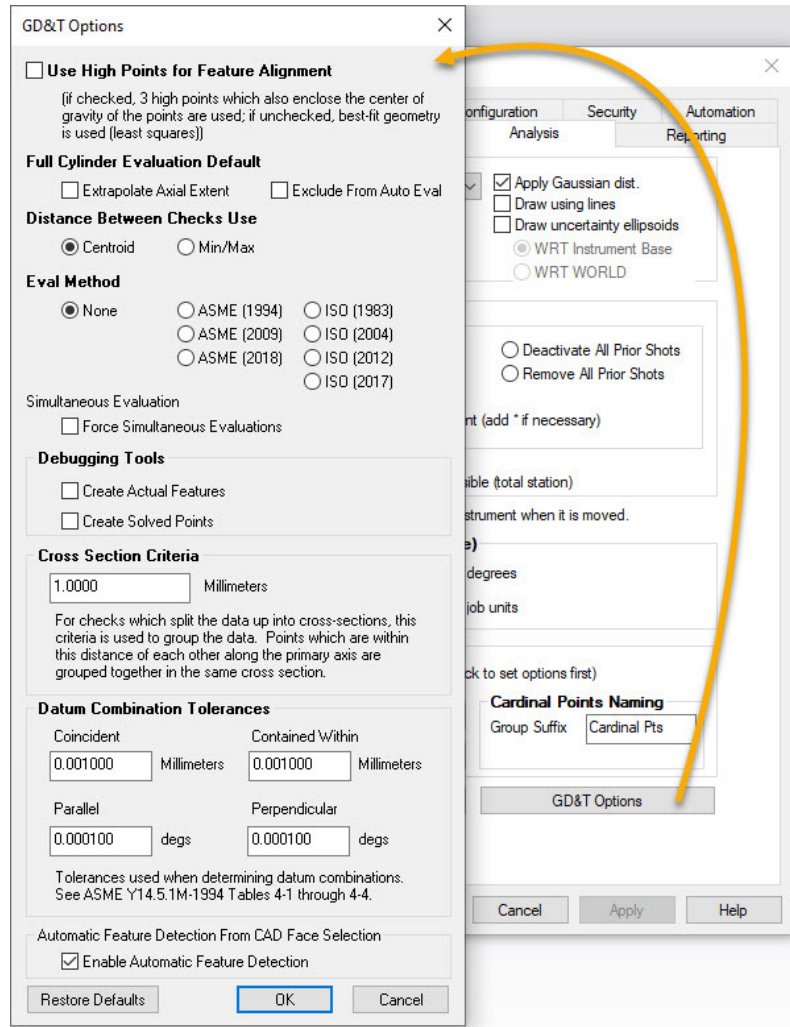 GD&T Options
Use High Points for Feature Alignment
(if checked, 3 high points which also enclose the center of
gravity of the points are used; if unchecked, best-fit geometry
is used (least squares))
Full Cylinder Evaluation Default
Extrapolate Axial Extent
Exclude From Auto Eval
Distance Between Checks Use
Centroid
Min/Max
Eval Method
None
ASME (1994)
ISO (1983)
ASME (2009)
ISO (2004)
ASME (2018)
ISO (2012)
ISO (2017)
Simultaneous Evaluation
Force Simultaneous Evaluations
Debugging Tools
Create Actual Features
Create Solved Points
Cross Section Criteria
1.0000 Millimeters
For checks which split the data up into cross-sections, this
criteria is used to group the data. Points which are within
this distance of each other along the primary axis are
grouped together in the same cross section.
Datum Combination Tolerances
Coincident
Contained Within
0.001000 Millimeters
0.001000 Millimeters
Parallel
Perpendicular
0.000100 degs
0.000100 degs
Tolerances used when determining datum combinations.
See ASME Y14.5.1M-1994 Tables 4-1 through 4-4.
Automatic Feature Detection From CAD Face Selection
Enable Automatic Feature Detection
Restore Defaults
OK
Cancel
onfiguration
Security
Automation
Analysis
Reporting
Apply Gaussian dist.
Draw using lines
Draw uncertainty ellipsoids
WRT Instrument Base
WRT WORLD
Deactivate All Prior Shots
Remove All Prior Shots
nt (add * if necessary)
sible (total station)
strument when it is moved.
e)
degrees
job units
ck to set options first)
Cardinal Points Naming
Group Suffix
Cardinal Pts
GD&T Options
Cancel
Apply
Help